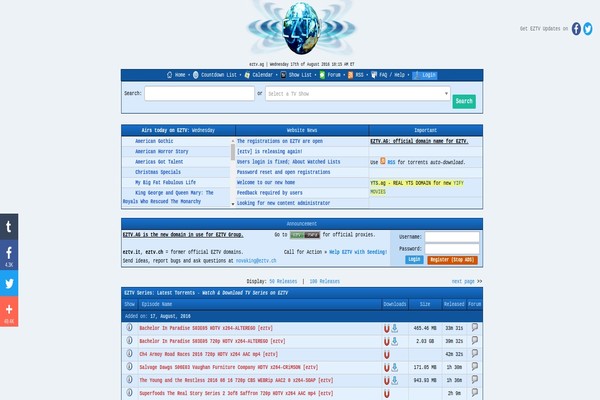 Get EZTV Updates on
eztv.ag | Wednesday 17th of August 2016 10:15 AM ET
Home - Countdown List - Calendar - Show List - Forum - RSS - FAQ / Help - Login
Search: or Select a TV Show Search
Airs today on EZTV: Wednesday Website News Important
American Gothic The registrations on EZTV are open EZTV.AG: official domain name for EZTV.
American Horror Story [eztv] is releasing again!
Americas Got Talent Users login is fixed; About Watched Lists Use RSS for torrents auto-download.
Christmas Specials Password reset and open registrations
My Big Fat Fabulous Life Welcome to our new home YTS.ag - REAL YTS DOMAIN for new YIFY
King George and Queen Mary: The Feedback required by users MOVIES
Royals Who Rescued The Monarchy Looking for new content administrator
Announcement
EZTV.AG is the new domain in use for EZTV Group. Go to for official proxies. Username:
eztv.it, eztv.ch = former official EZTV domains. Call for Action = Help EZTV with Seeding! Password:
Send ideas, report bugs and ask questions at novaking@eztv.ch Login Register (Stop ADS)
4.3K
Display: 50 Releases | 100 Releases next page >>
EZTV Series: Latest Torrents - Watch & Download TV Series on EZTV
Show Episode Name Downloads Size Released Forum
Added on: 17, August, 2016
Bachelor In Paradise S03E05 HDTV x264-ALTEREGO [eztv] 465.46 MB 33m 31s
Bachelor In Paradise S03E05 720p HDTV x264-ALTEREGO [eztv] 2.03 GB 39m 32s
Ch4 Armoy Road Races 2016 720p HDTV x264 AAC mp4 [eztv] 42m 32s
Salvage Dawgs S06E03 Vaughan Furniture Company HDTV x264-CRIMSON [eztv] 171.05 MB 1h 30m
The Young and the Restless 2016 08 16 720p CBS WEBRip AAC2 0 x264-SOAP [eztv] 943.93 MB 1h 30m
Superfoods The Real Story Series 2 3of8 Saffron 720p HDTV x264 AAC mp4 [eztv] 2h 0m